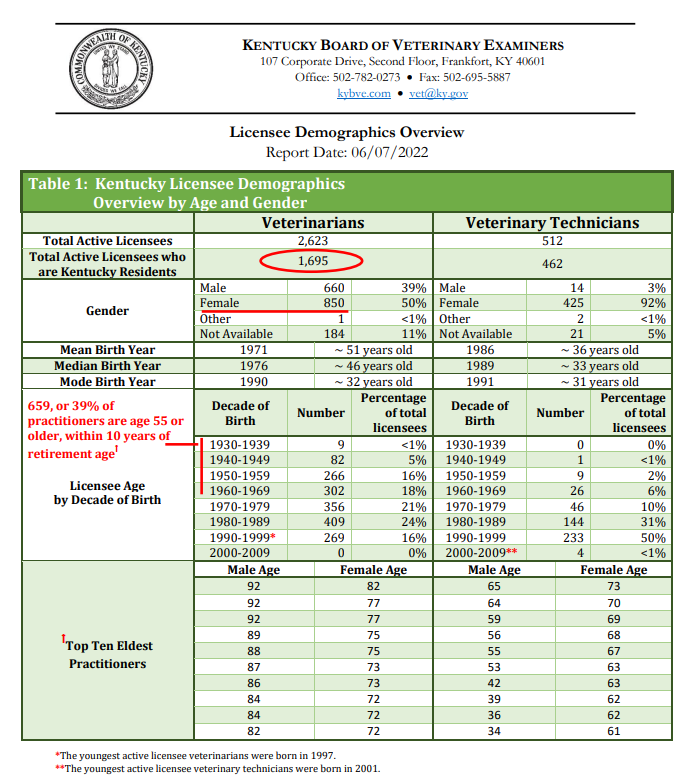 COMMONWEALTH OF KENTUCKY
KENTUCKY BOARD OF VETERINARY EXAMINERS
107 Corporate Drive, Second Floor, Frankfort, KY 40601
Office: 502-782-0273 ● Fax: 502-695-5887
kybve.com ● vet@ky.gov
Licensee Demographics Overview
Report Date: 06/07/2022
Table 1: Kentucky Licensee Demographics
Overview by Age and Gender
Veterinarians Veterinary Technicians
Total Active Licensees 2,623 512
Total Active Licensees who
are Kentucky Residents 1,695 462
Gender
Male 660 39% Male 14 3%
Female 850 50% Female 425 92%
Other 1 <1% Other 2 <1%
Not Available 184 11% Not Available 21 5%
Mean Birth Year 1971 ~ 51 years old 1986 ~ 36 years old
Median Birth Year 1976 ~ 46 years old 1989 ~ 33 years old
Mode Birth Year 1990 ~ 32 years old 1991 ~ 31 years old
659, or 39% of
practitioners are age 55 or
older, within 10 years of
retirement age†
Licensee Age
by Decade of Birth
Decade of Birth Number Percentage of total licensees Decade of Birth Number Percentage of total licensees
1930-1939 9 <1% 1930-1939 0 0%
1940-1949 82 5% 1940-1949 1 <1%
1950-1959 266 16% 1950-1959 9 2%
1960-1969 302 18% 1960-1969 26 6%
1970-1979 356 21% 1970-1979 46 10%
1980-1989 409 24% 1980-1989 144 31%
1990-1999* 269 16% 1990-1999 233 50%
2000-2009 0 0% 2000-2009** 4 <1%
†Top Ten Eldest
Practitioners
Male Age Female Age Male Age Female Age
92 82 65 73
92 77 64 70
92 77 59 69
89 75 56 68
88 75 55 67
87 73 53 63
86 73 42 63
84 72 39 62
84 72 36 62
82 72 34 61
*The youngest active licensee veterinarians were born in 1997.
**The youngest active licensee veterinary technicians were born in 2001.